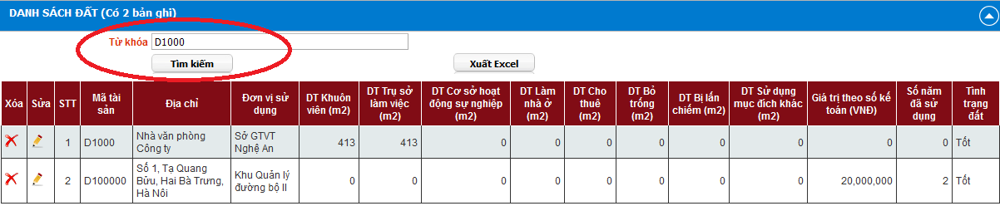 DANH SÁCH ĐẤT (Có 2 bản ghi)
Từ khóa D1000
Tìm kiếm Xuất Excel
Xóa Sửa STT Mã tài sản Địa chỉ Đơn vị sử dụng DT Khuôn viên (m2) DT Trụ sở làm việc (m2) DT Cơ sở hoạt động sự nghiệp (m2) DT Làm nhà ở (m2) DT Cho thuê (m2) DT Bỏ trống (m2) DT Bị lấn chiếm (m2) DT Sử dụng mục đích khác (m2) Giá trị theo số kế toán (VNĐ) Số năm đã sử dụng Tình trạng đất
1 D1000 Nhà văn phòng Công ty Sở GTVT Nghệ An 413 413 0 0 0 0 0 0 0 0 Tốt
2 D100000 Số 1, Tạ Quang Bửu, Hai Bà Trưng, Hà Nôi Khu Quản lý đường bộ II 0 0 0 0 0 0 0 0 20,000,000 2 Tốt